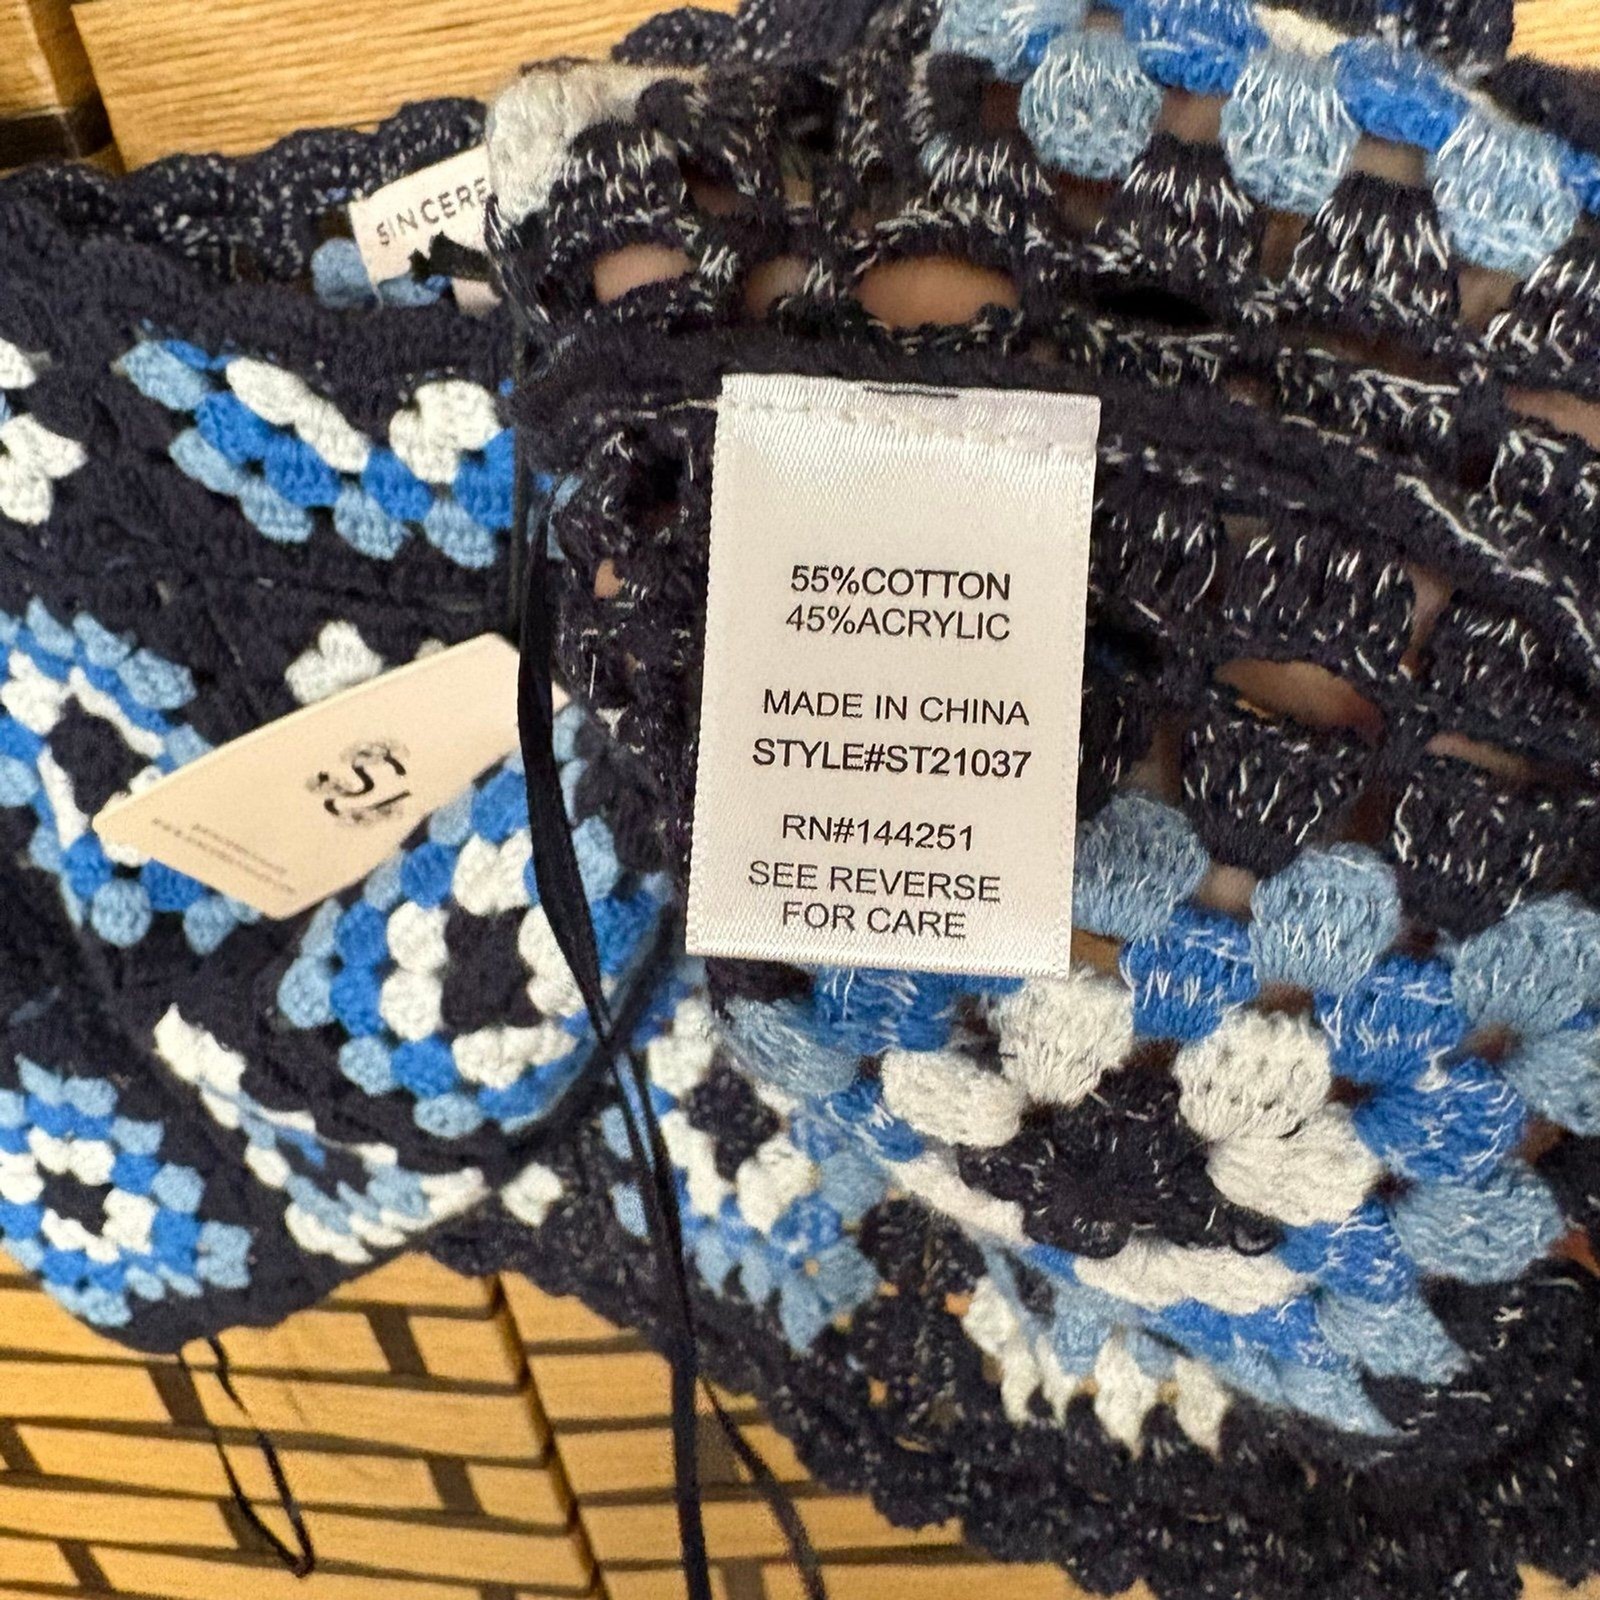 SINCERE
55%COTTON
45%ACRYLIC
MADE IN CHINA
STYLE#ST21037
RN#144251
SEE REVERSE
FOR CARE